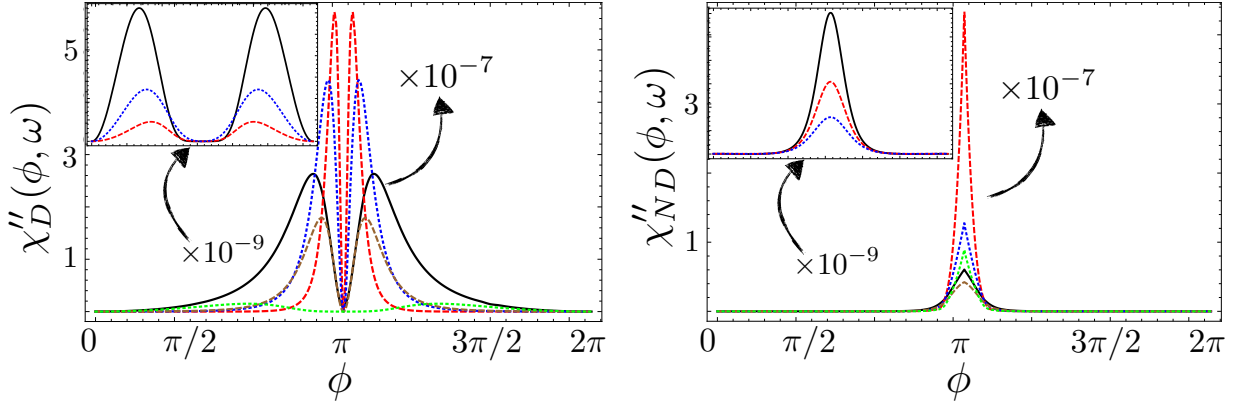 χ''_D(ϕ, ω)
5
3
1
×10⁻⁷
×10⁻⁹
0 π/2 π 3π/2 2π
ϕ
χ''_{ND}(ϕ, ω)
3
1
×10⁻⁷
×10⁻⁹
0 π/2 π 3π/2 2π
ϕ